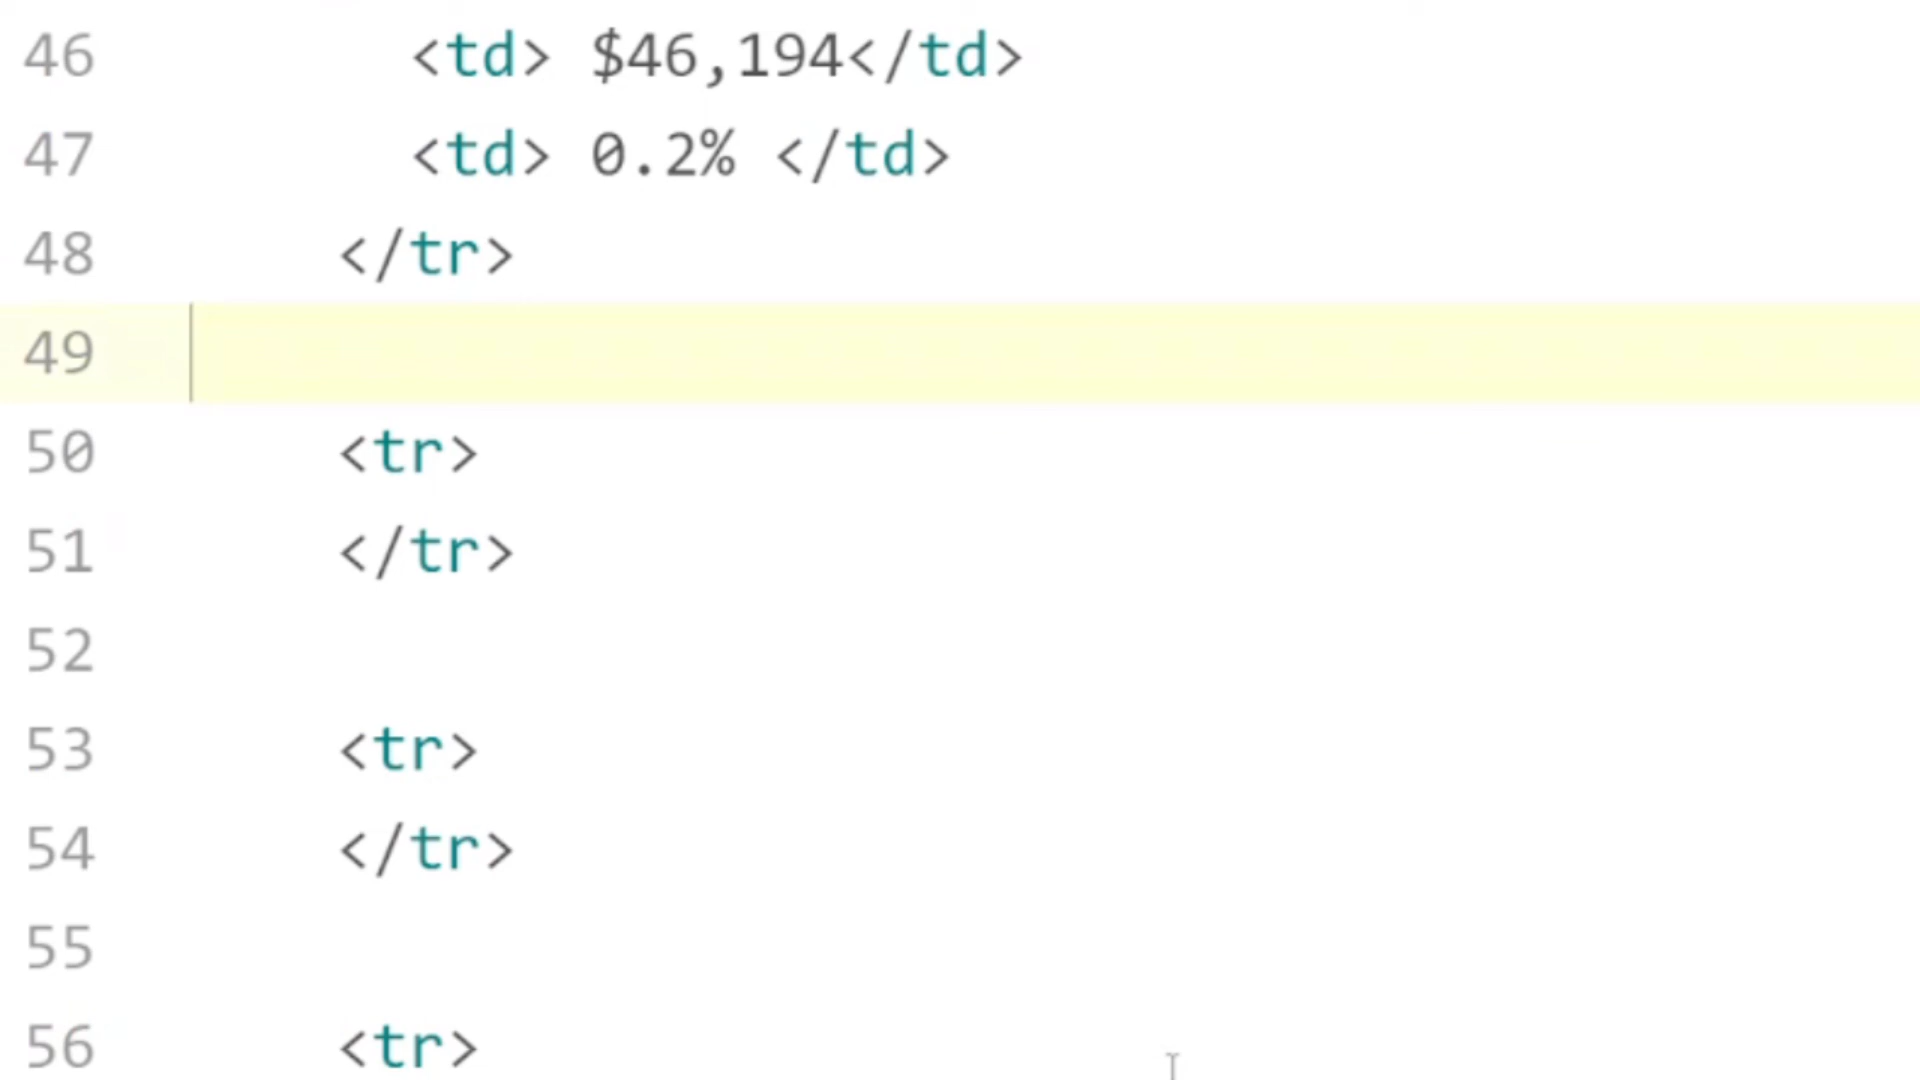 46 <td> $46,194</td>
47 <td> 0.2% </td>
48 </tr>
49
50 <tr>
51 </tr>
52
53 <tr>
54 </tr>
55
56 <tr>